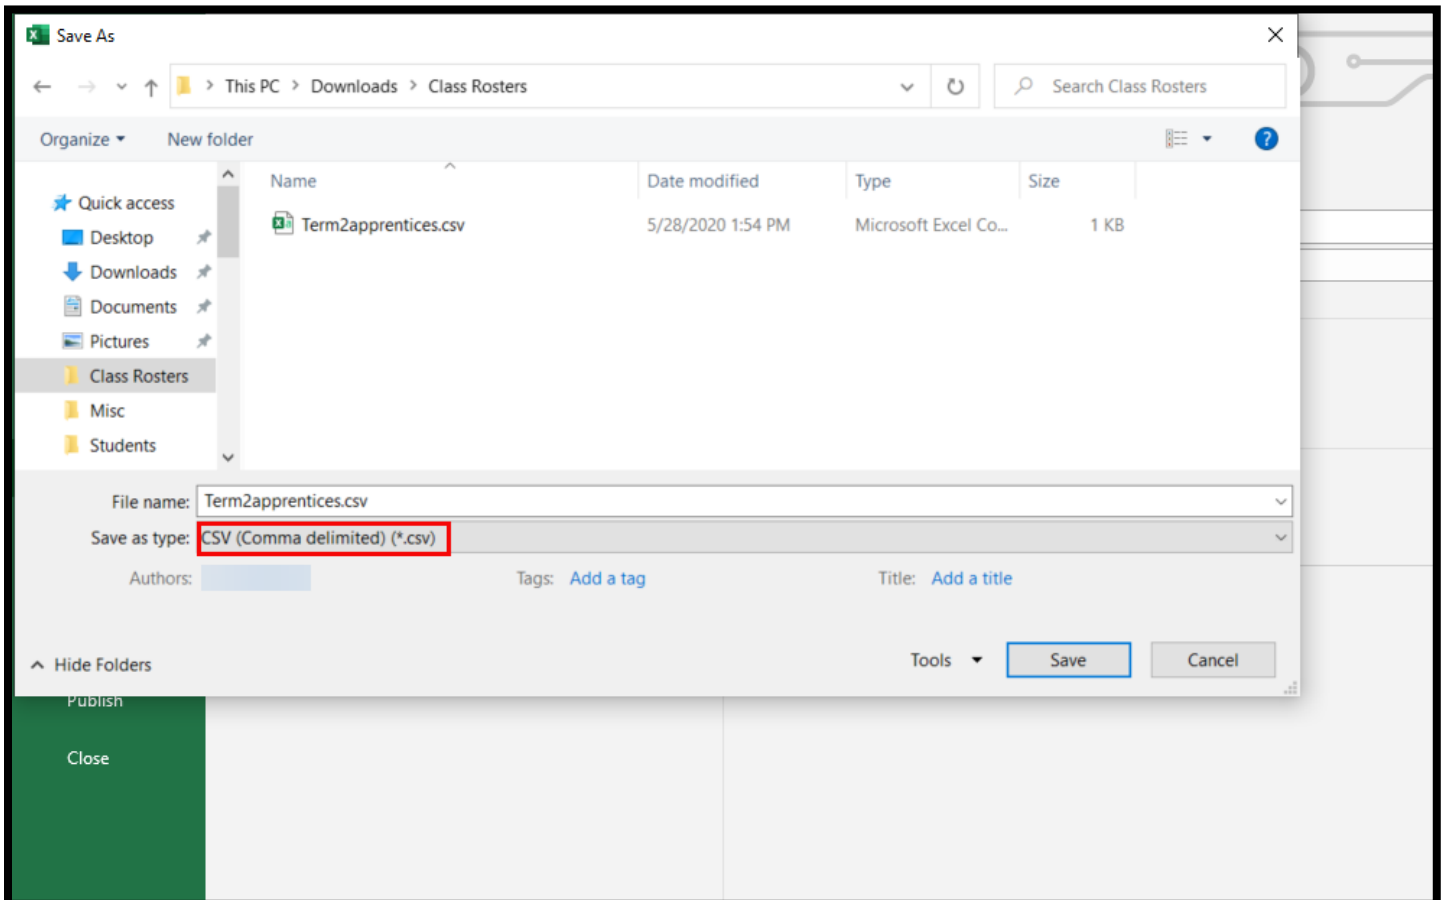 Save As
This PC > Downloads > Class Rosters
Search Class Rosters
Organize
New folder
?
Name
Date modified
Type
Size
Term2apprentices.csv
5/28/2020 1:54 PM
Microsoft Excel Co...
1 KB
Quick access
Desktop
Downloads
Documents
Pictures
Class Rosters
Misc
Students
File name: Term2apprentices.csv
Save as type: CSV (Comma delimited) (*.csv)
Authors:
Tags: Add a tag
Title: Add a title
Hide Folders
Tools
Save
Cancel
Publish
Close